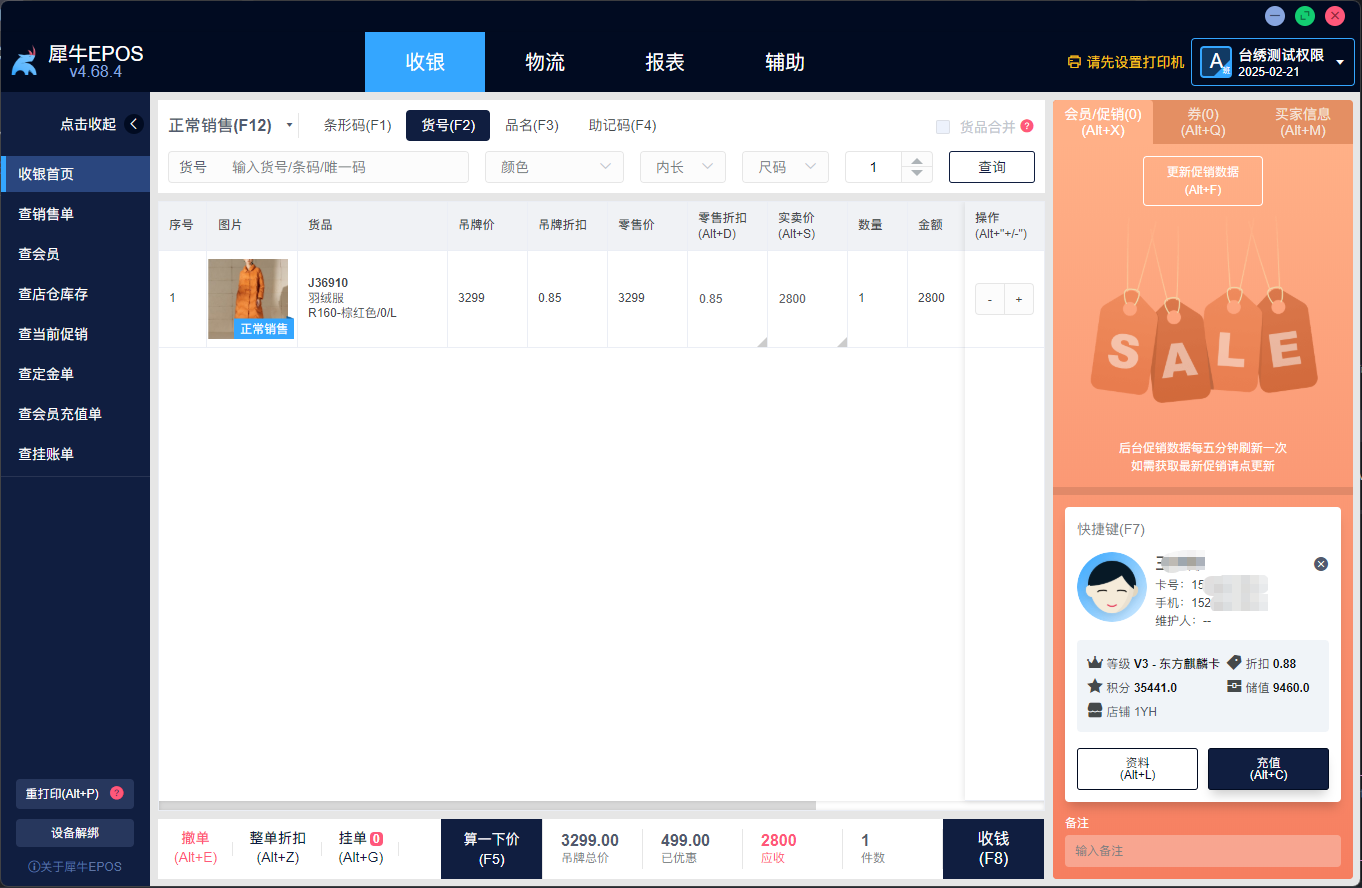 犀牛EPOS
v4.68.4
收银
物流
报表
辅助
请先设置打印机
A
班
台绣测试权限
2025-02-21
点击收起
收银首页
查销售单
查会员
查店仓库存
查当前促销
查定金单
查会员充值单
查挂账单
重打印(Alt+P) ?
设备解绑
关于犀牛EPOS
正常销售(F12)
条形码(F1)
货号(F2)
品名(F3)
助记码(F4)
货品合并 ?
货号
输入货号/条码/唯一码
颜色
内长
尺码
1
查询
序号
图片
货品
吊牌价
吊牌折扣
零售价
零售折扣
(Alt+D)
实卖价
(Alt+S)
数量
金额
操作
(Alt+"+/-")
1
正常销售
J36910
羽绒服
R160-棕红色/0/L
3299
0.85
3299
0.85
2800
1
2800
-
+
撤单
(Alt+E)
整单折扣
(Alt+Z)
挂单 0
(Alt+G)
算一下价
(F5)
3299.00
吊牌总价
499.00
已优惠
2800
应收
1
件数
收钱
(F8)
会员/促销(0)
(Alt+X)
券(0)
(Alt+Q)
买家信息
(Alt+M)
更新促销数据
(Alt+F)
SALE
后台促销数据每五分钟刷新一次
如需获取最新促销请点更新
快捷键(F7)
卡号：15
手机：152
维护人：--
等级 V3 - 东方麒麟卡
折扣 0.88
积分 35441.0
储值 9460.0
店铺 1YH
资料
(Alt+L)
充值
(Alt+C)
备注
输入备注